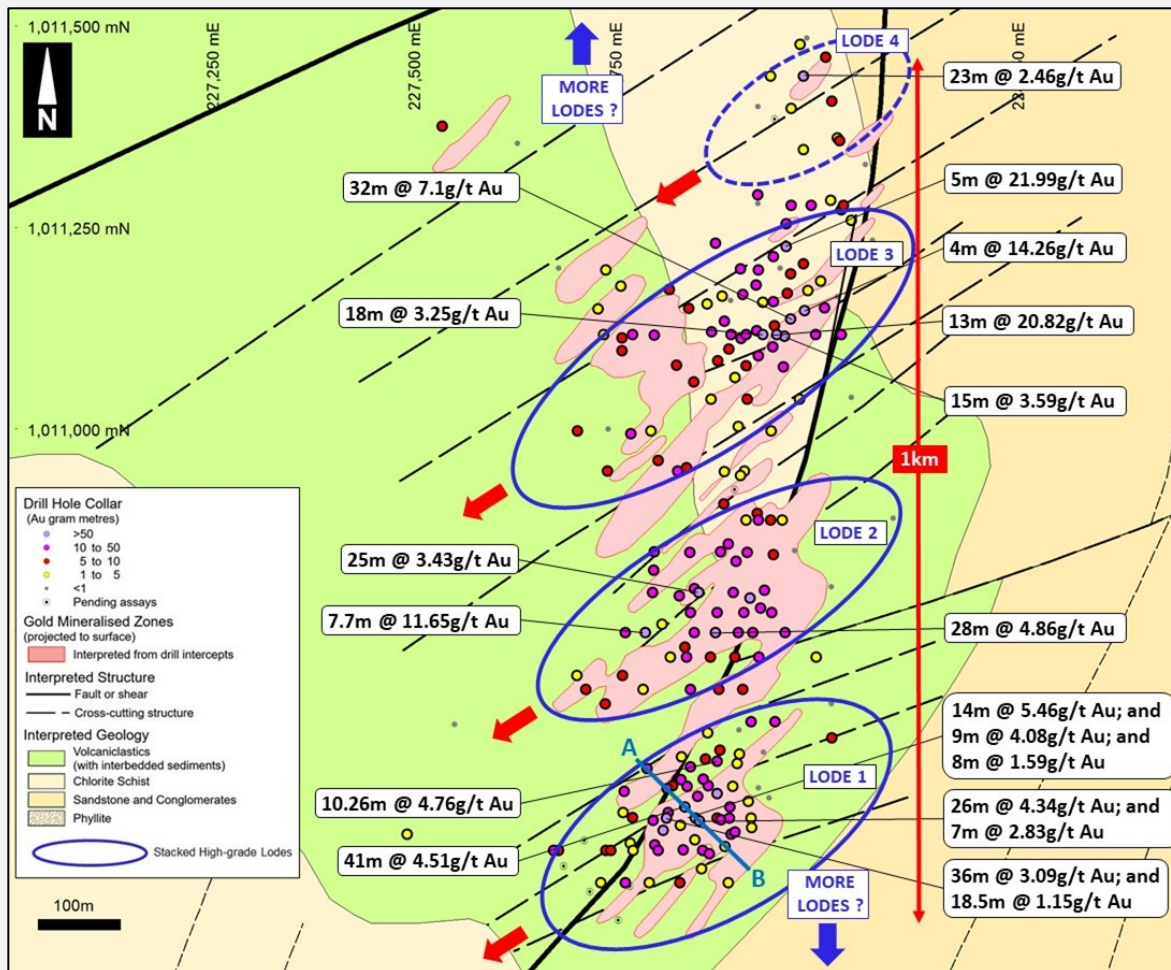 1,011,500 mN
227,250 mE
227,500 mE
750 mE
LODE 4
N
MORE
LODES ?
23m @ 2.46g/t Au
32m @ 7.1g/t Au
5m @ 21.99g/t Au
1,011,250 mN
LODE 3
4m @ 14.26g/t Au
18m @ 3.25g/t Au
13m @ 20.82g/t Au
15m @ 3.59g/t Au
1,011,000 mN
1km
LODE 2
25m @ 3.43g/t Au
7.7m @ 11.65g/t Au
28m @ 4.86g/t Au
A
14m @ 5.46g/t Au; and
9m @ 4.08g/t Au; and
8m @ 1.59g/t Au
LODE 1
10.26m @ 4.76g/t Au
26m @ 4.34g/t Au; and
7m @ 2.83g/t Au
41m @ 4.51g/t Au
B
36m @ 3.09g/t Au; and
18.5m @ 1.15g/t Au
MORE
LODES ?
Drill Hole Collar
(Au gram metres)
>50
10 to 50
5 to 10
1 to 5
<1
Pending assays
Gold Mineralised Zones
(projected to surface)
Interpreted from drill intercepts
Interpreted Structure
Fault or shear
Cross-cutting structure
Interpreted Geology
Volcaniclastics
(with interbedded sediments)
Chlorite Schist
Sandstone and Conglomerates
Phyllite
Stacked High-grade Lodes
100m